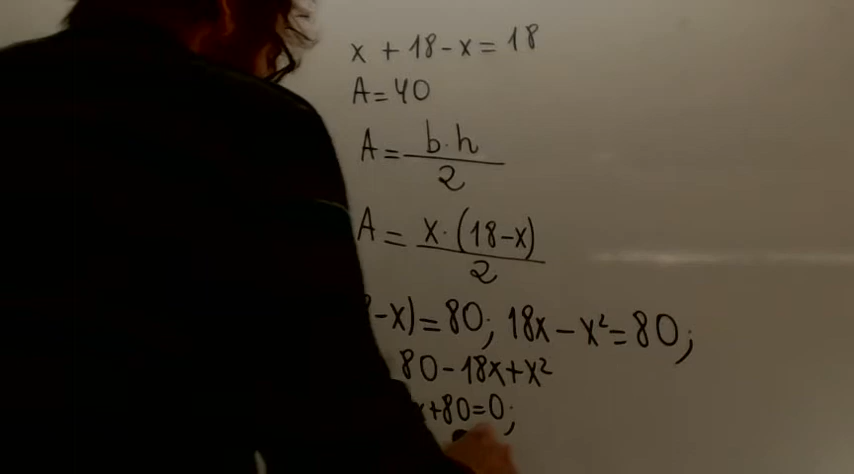 x + 18 - x = 18
A = 40
A = b·h / 2
A = x·(18-x) / 2
-x) = 80; 18x - x² = 80;
80 - 18x + x²
x + 80 = 0;